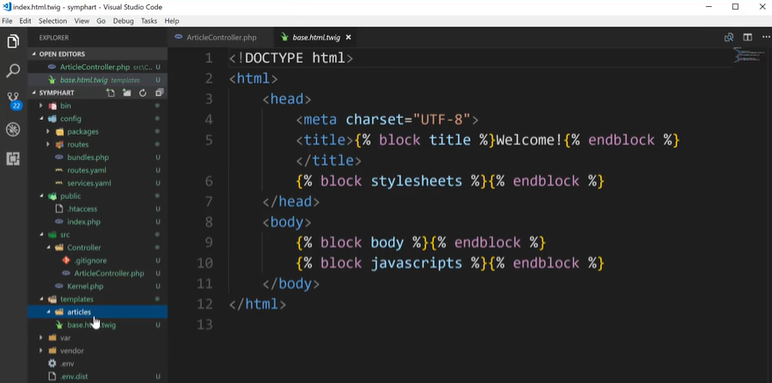 index.html.twig - symphart - Visual Studio Code
File Edit Selection View Go Debug Tasks Help
EXPLORER
OPEN EDITORS
ArticleController.php src\C... U
base.html.twig templates U
SYMPHART
bin
config
packages
routes
bundles.php U
routes.yaml U
services.yaml U
public
.htaccess U
index.php U
src
Controller
.gitignore U
ArticleController.php U
Kernel.php U
templates
articles
base.html.twig U
var
vendor
.env
.env.dist U
22
ArticleController.php
base.html.twig
1 <!DOCTYPE html>
2 <html>
3 <head>
4 <meta charset="UTF-8">
5 <title>{% block title %}Welcome!{% endblock %}
</title>
6 {% block stylesheets %}{% endblock %}
7 </head>
8 <body>
9 {% block body %}{% endblock %}
10 {% block javascripts %}{% endblock %}
11 </body>
12 </html>
13